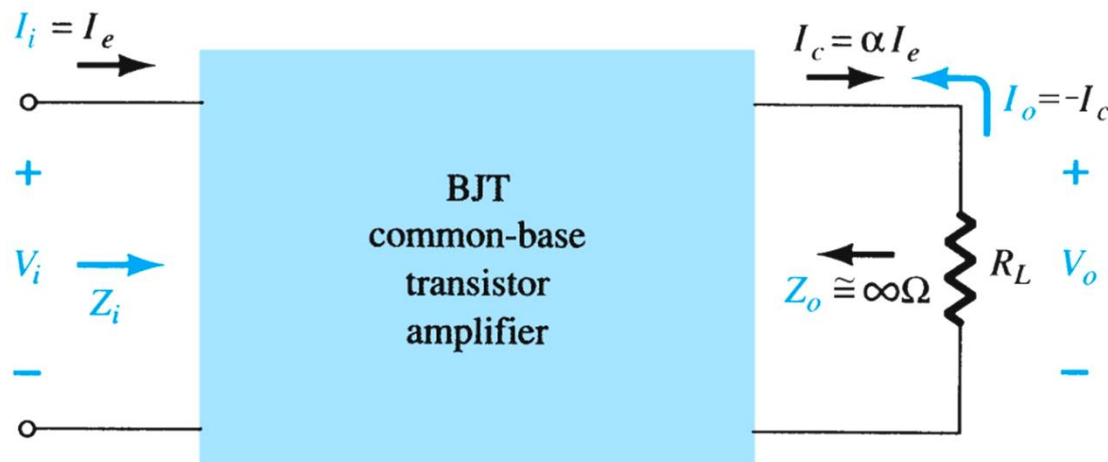 I_i = I_e
I_c = αI_e
I_o = -I_c
+
V_i
Z_i
−
BJT
common-base
transistor
amplifier
Z_o ≅ ∞Ω
R_L
+
V_o
−